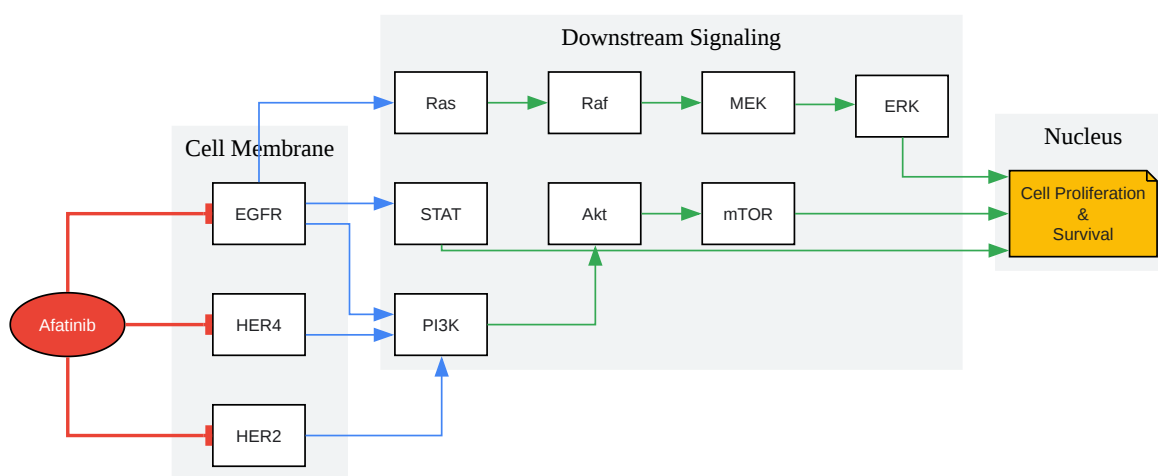 Downstream Signaling
Ras
Raf
MEK
ERK
Cell Membrane
Nucleus
EGFR
STAT
Akt
mTOR
Cell Proliferation
&
Survival
Afatinib
HER4
PI3K
HER2